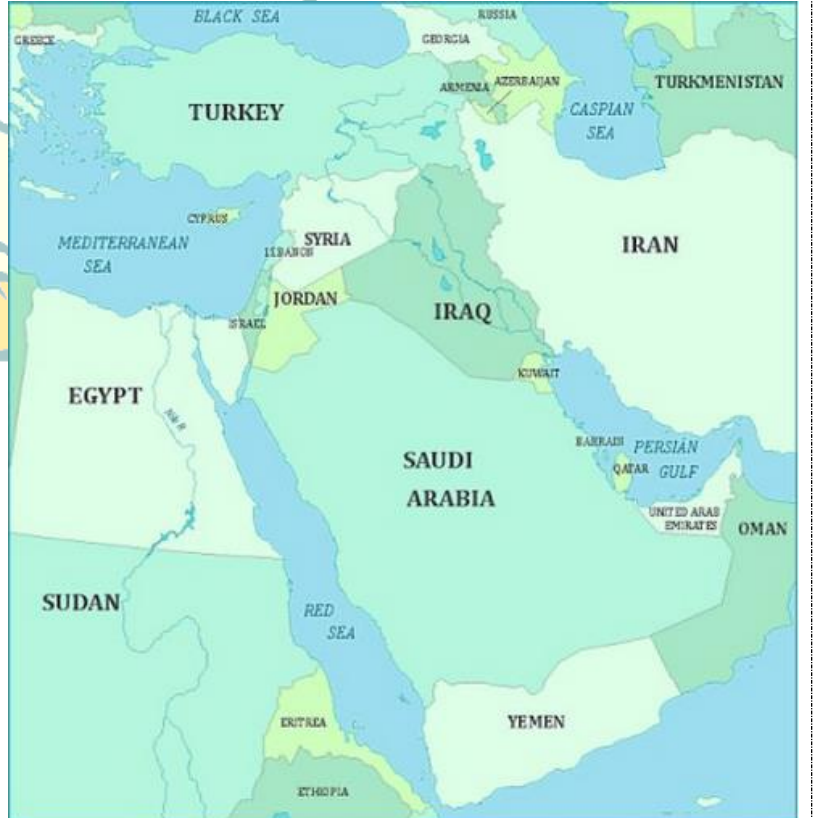 BLACK SEA
RUSSIA
GREECE
GEORGIA
ARMENIA
AZERBAIJAN
TURKMENISTAN
TURKEY
CASPIAN
SEA
CYPRUS
MEDITERRANEAN
SEA
LEBANON
SYRIA
IRAN
JORDAN
ISRAEL
IRAQ
KUWAIT
EGYPT
Nile R.
BAHRAIN
PERSIAN
GULF
QATAR
SAUDI
ARABIA
UNITED ARAB
EMIRATES
OMAN
SUDAN
RED
SEA
ERITREA
YEMEN
ETHIOPIA